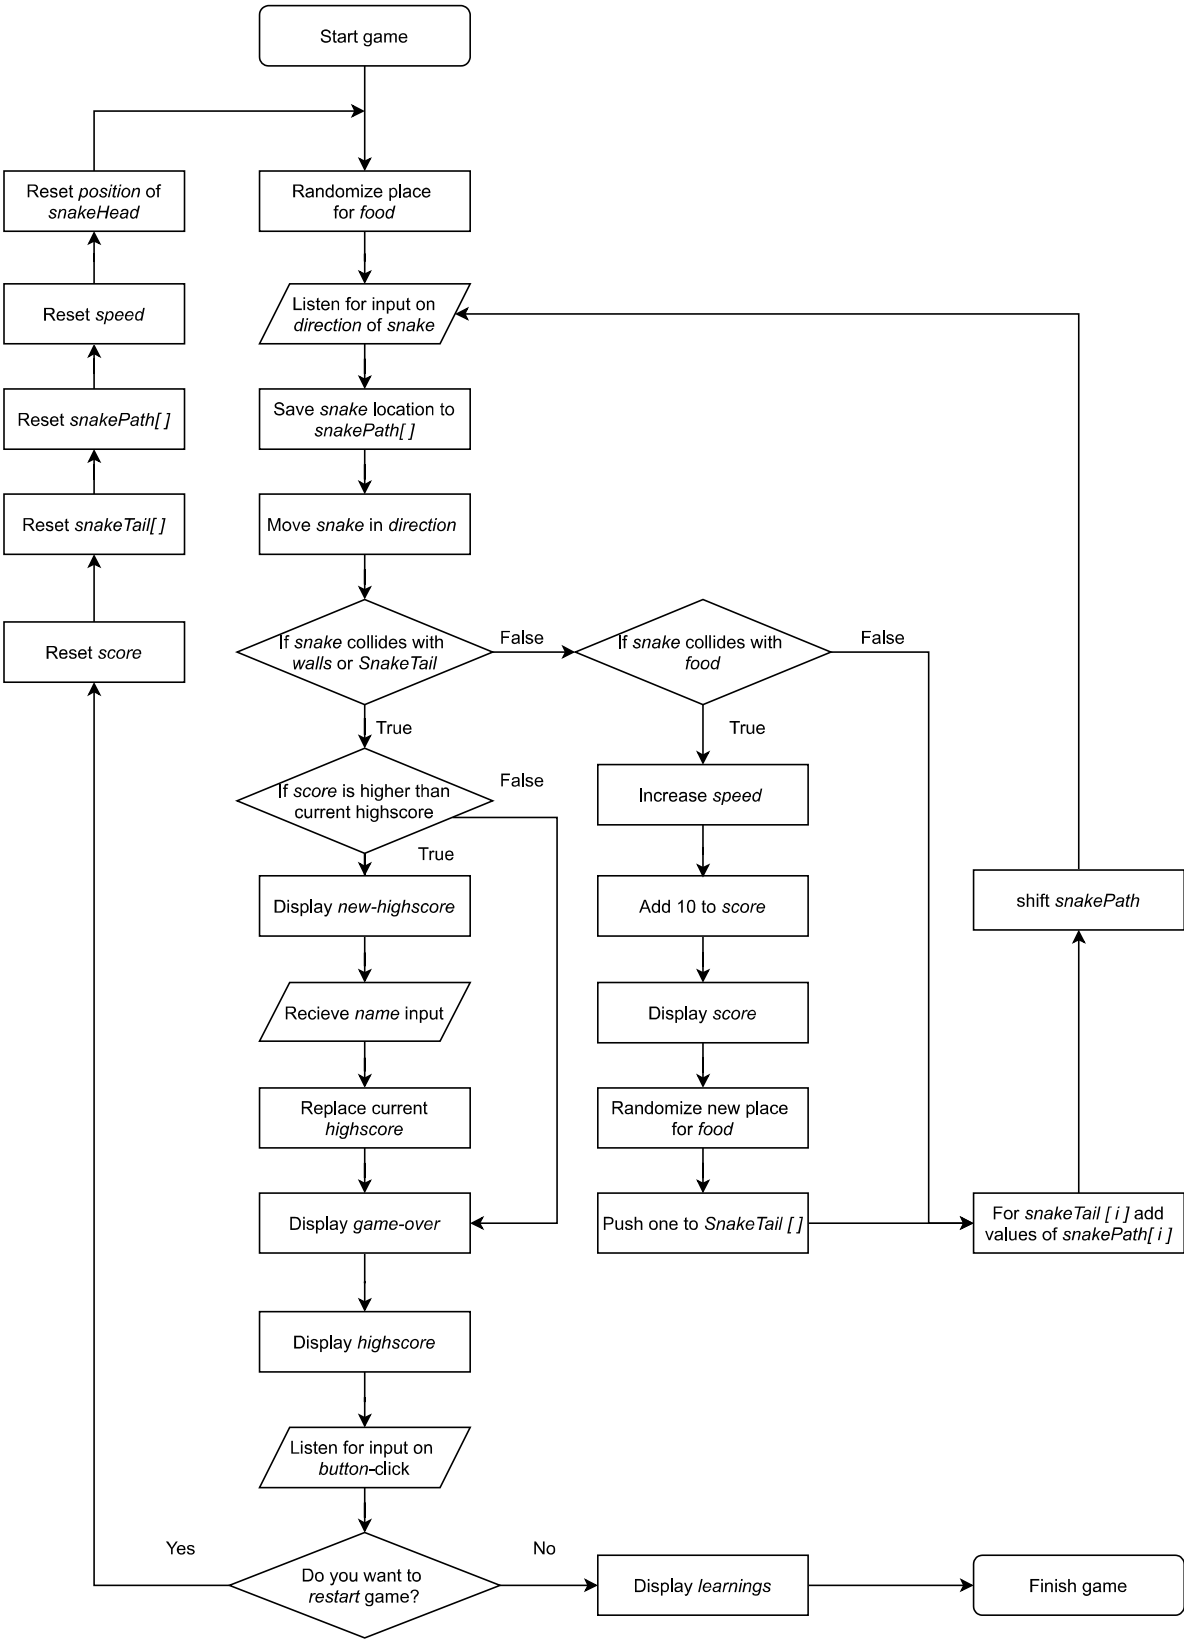 Start game
Reset position of
snakeHead
Randomize place
for food
Reset speed
Listen for input on
direction of snake
Reset snakePath[ ]
Save snake location to
snakePath[ ]
Reset snakeTail[ ]
Move snake in direction
Reset score
If snake collides with
walls or SnakeTail
False
If snake collides with
food
False
True
True
If score is higher than
current highscore
False
Increase speed
True
Display new-highscore
Add 10 to score
shift snakePath
Recieve name input
Display score
Replace current
highscore
Randomize new place
for food
Display game-over
Push one to SnakeTail [ ]
For snakeTail [ i ] add
values of snakePath[ i ]
Display highscore
Listen for input on
button-click
Yes
Do you want to
restart game?
No
Display learnings
Finish game